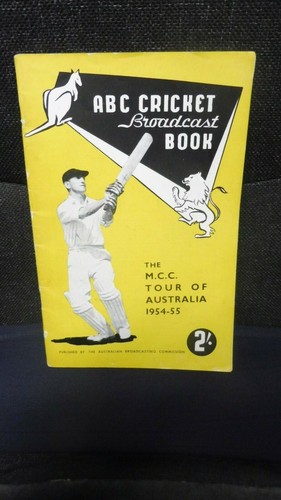 ABC CRICKET
Broadcast
BOOK
THE
M.C.C.
TOUR OF
AUSTRALIA
1954-55
2/-
PUBLISHED BY THE AUSTRALIAN BROADCASTING COMMISSION